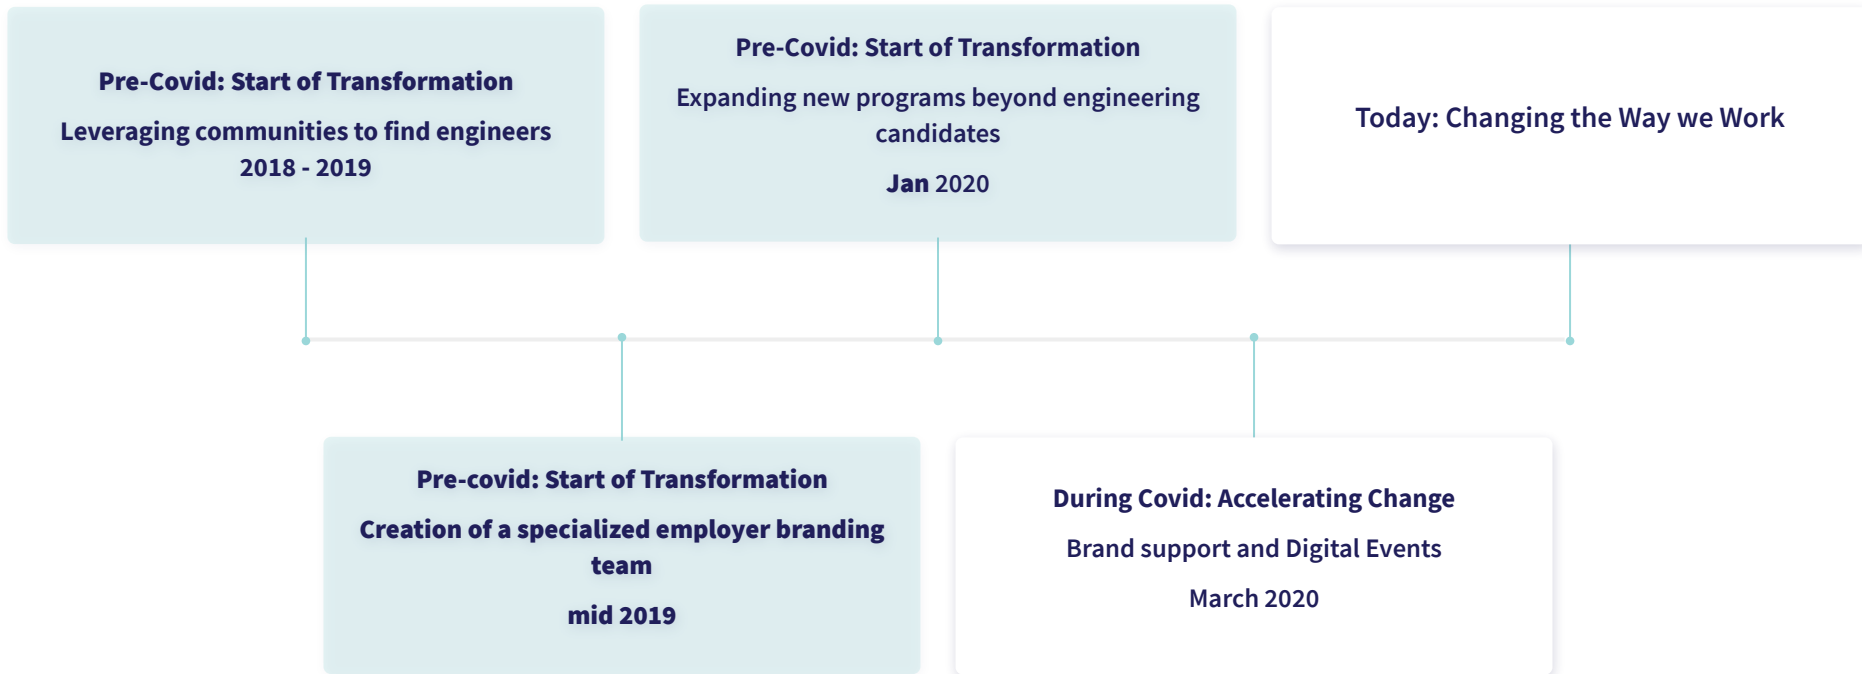 Pre-Covid: Start of Transformation
Leveraging communities to find engineers
2018 - 2019
Pre-covid: Start of Transformation
Creation of a specialized employer branding
team
mid 2019
Pre-Covid: Start of Transformation
Expanding new programs beyond engineering
candidates
Jan 2020
During Covid: Accelerating Change
Brand support and Digital Events
March 2020
Today: Changing the Way we Work